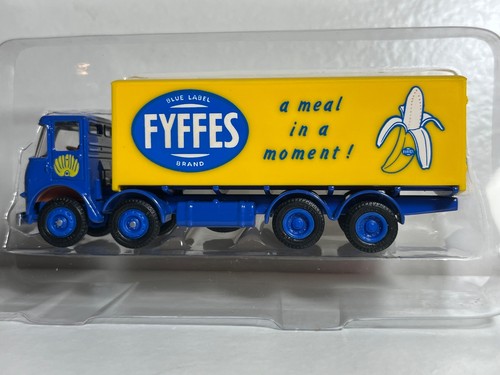 BLUE LABEL
FYFFES
BRAND
a meal
in a
moment!